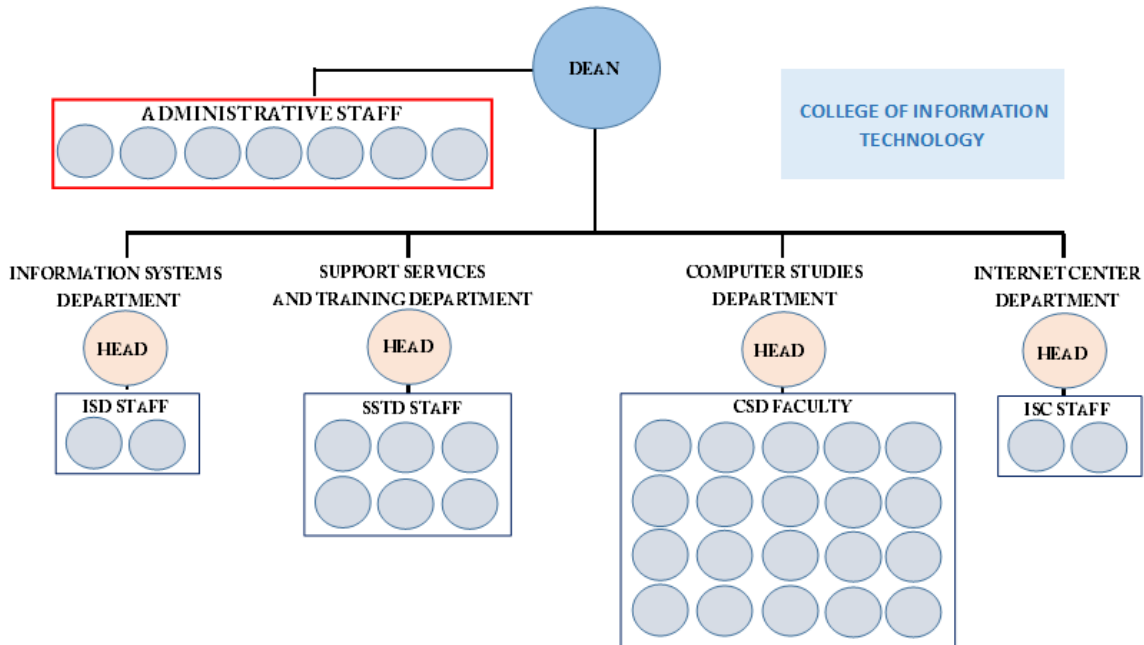 DEAN
ADMINISTRATIVE STAFF
COLLEGE OF INFORMATION
TECHNOLOGY
INFORMATION SYSTEMS
DEPARTMENT
HEAD
ISD STAFF
SUPPORT SERVICES
AND TRAINING DEPARTMENT
HEAD
SSTD STAFF
COMPUTER STUDIES
DEPARTMENT
HEAD
CSD FACULTY
INTERNET CENTER
DEPARTMENT
HEAD
ISC STAFF